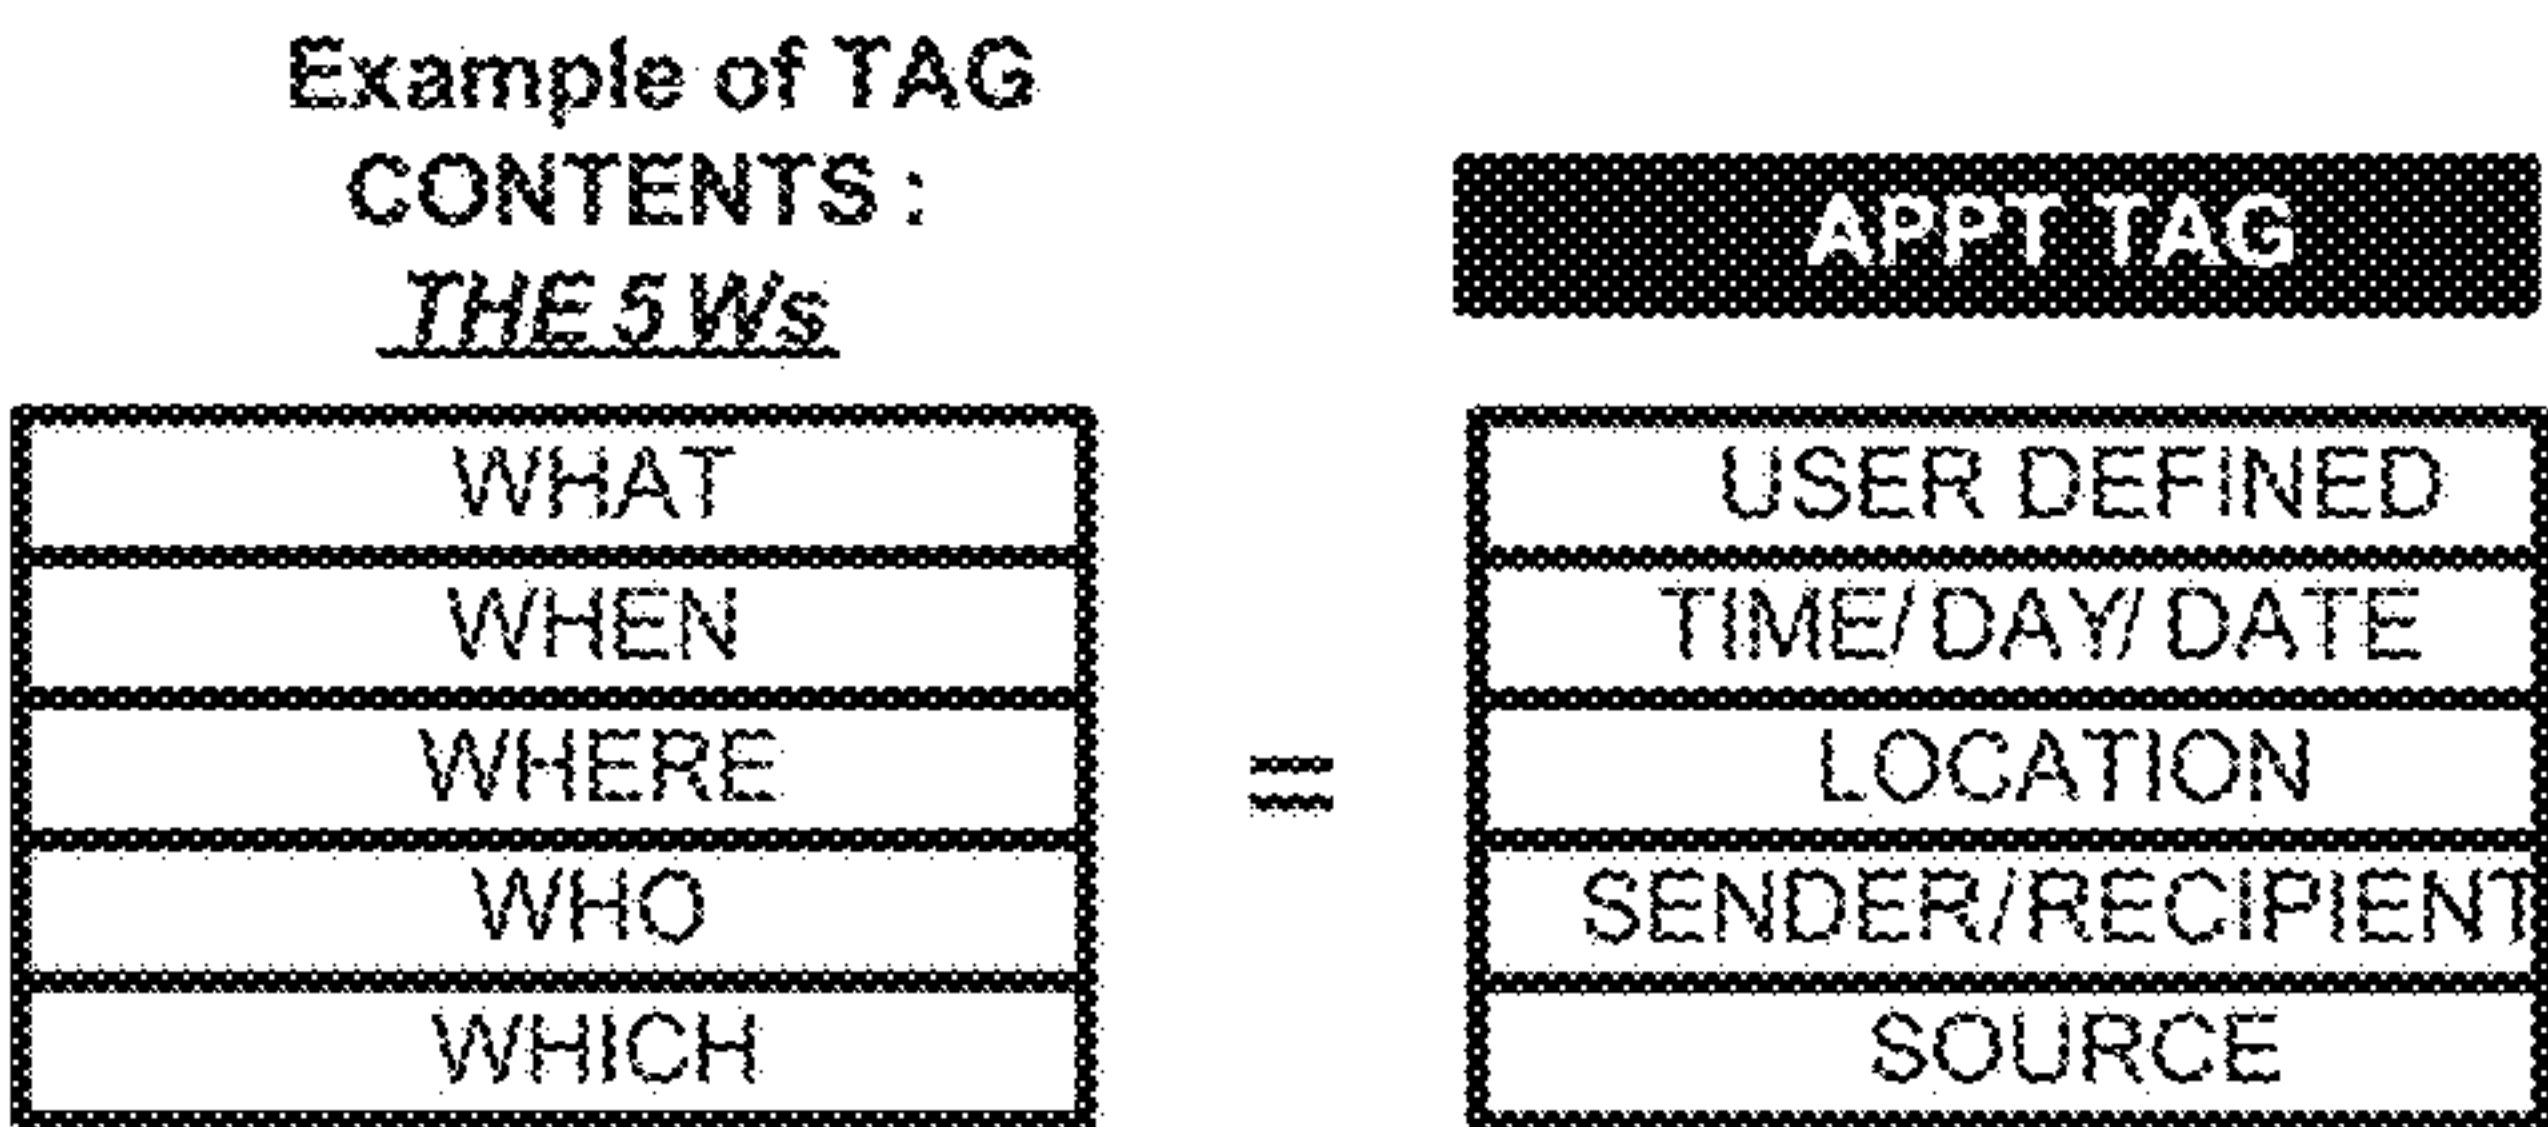 Example of TAG
CONTENTS :
THE 5 Ws
APPT TAG
WHAT
USER DEFINED
WHEN
TIME/ DAY/ DATE
WHERE
=
LOCATION
WHO
SENDER/RECIPIENT
WHICH
SOURCE